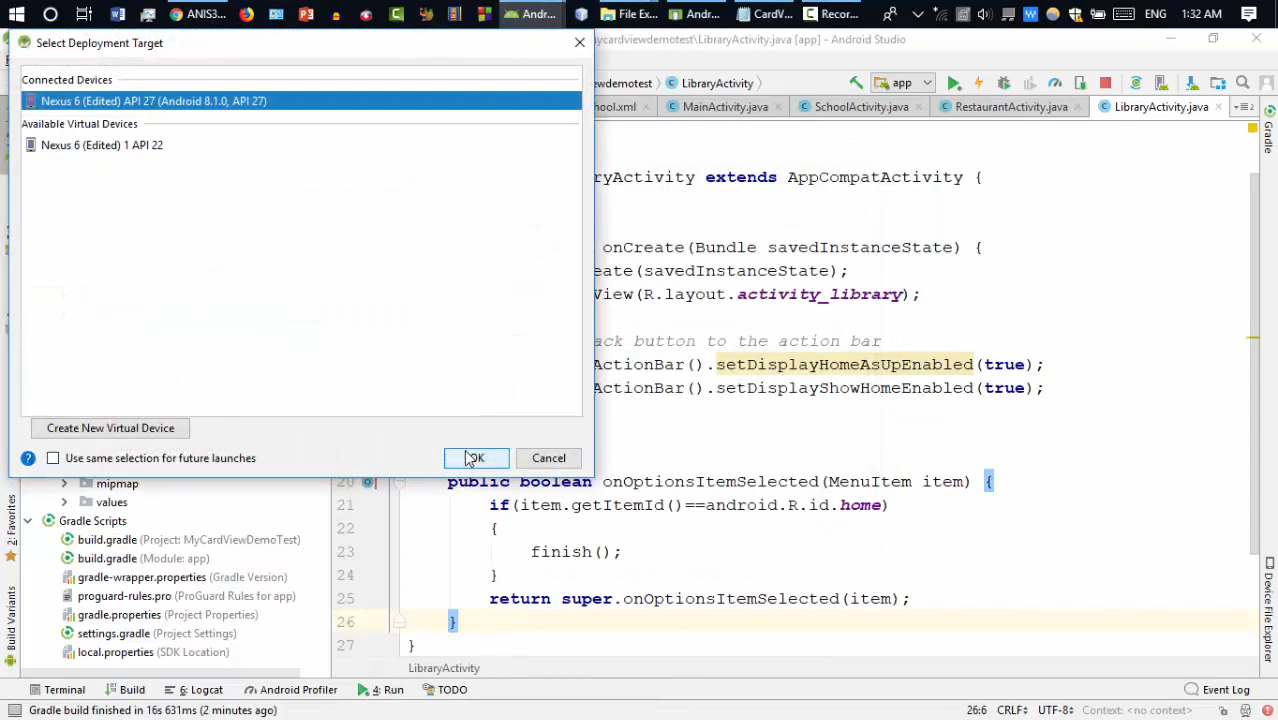 ANIS3...
Andr...
File Ex...
Andr...
CardV...
Recor...
ENG
1:32 AM
Select Deployment Target
ycardviewdemotest\LibraryActivity.java [app] - Android Studio
Connected Devices
Nexus 6 (Edited) API 27 (Android 8.1.0, API 27)
Available Virtual Devices
Nexus 6 (Edited) 1 API 22
Create New Virtual Device
Use same selection for future launches
OK
Cancel
ewdemotest
LibraryActivity
app
ool.xml
MainActivity.java
SchoolActivity.java
RestaurantActivity.java
LibraryActivity.java
ryActivity extends AppCompatActivity {
onCreate(Bundle savedInstanceState) {
eate(savedInstanceState);
View(R.layout.activity_library);
ack button to the action bar
ActionBar().setDisplayHomeAsUpEnabled(true);
ActionBar().setDisplayShowHomeEnabled(true);
20 public boolean onOptionsItemSelected(MenuItem item) {
21 if(item.getItemId()==android.R.id.home)
22 {
23 finish();
24 }
25 return super.onOptionsItemSelected(item);
26 }
27 }
LibraryActivity
mipmap
values
Gradle Scripts
build.gradle (Project: MyCardViewDemoTest)
build.gradle (Module: app)
gradle-wrapper.properties (Gradle Version)
proguard-rules.pro (ProGuard Rules for app)
gradle.properties (Project Properties)
settings.gradle (Project Settings)
local.properties (SDK Location)
2: Favorites
Build Variants
Gradle
Device File Explorer
Terminal
Build
6: Logcat
Android Profiler
4: Run
TODO
Event Log
Gradle build finished in 16s 631ms (2 minutes ago)
26:6
CRLF
UTF-8
Context: <no context>